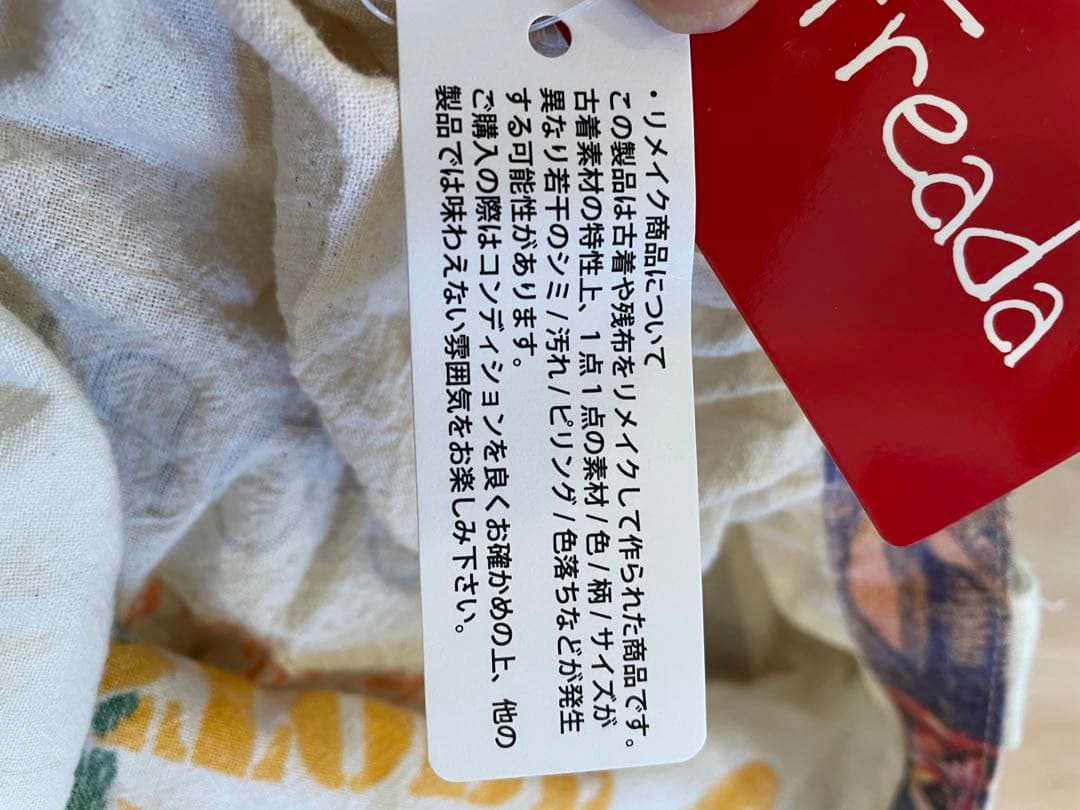 ・リメイク商品について
この製品は古着や残布をリメイクして作られた商品です。
古着素材の特性上、1点1点の素材/色/柄/サイズが
異なり若干のシミ/汚れ/ピリング/色落ちなどが発生
する可能性があります。
ご購入の際はコンディションを良くお確かめの上、他の
製品では味わえない雰囲気をお楽しみ下さい。
Freada